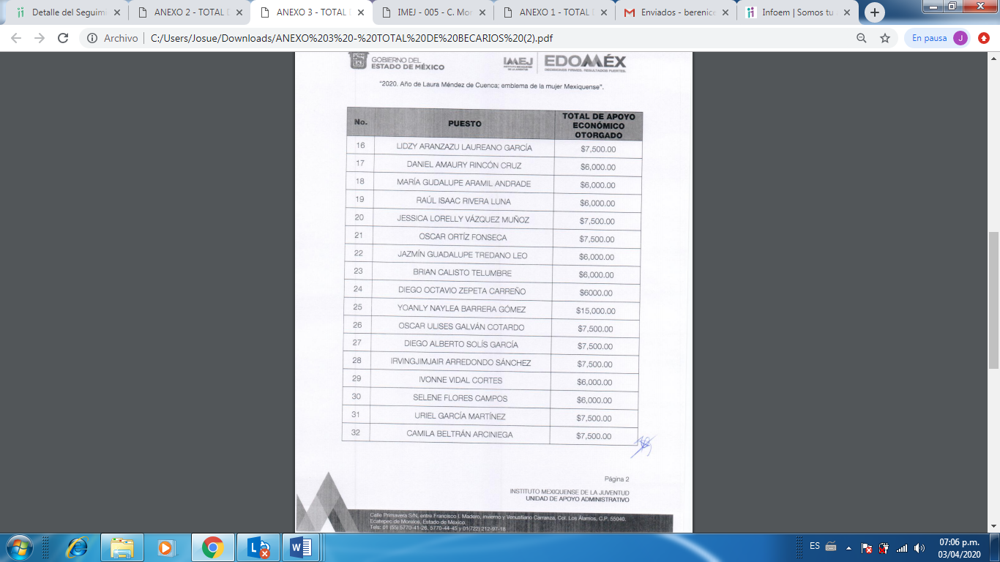 Detalle del Seguimi
ANEXO 2 - TOTAL D
ANEXO 3 - TOTAL D
IMEJ - 005 - C. Mor
ANEXO 1 - TOTAL D
Enviados - berenice
Infoem | Somos tu
Archivo | C:/Users/Josue/Downloads/ANEXO%203%20-%20TOTAL%20DE%20BECARIOS%20(2).pdf
En pausa J
GOBIERNO DEL
ESTADO DE MÉXICO
IMEJ
EDOMÉX
DECISIONES FIRMES, RESULTADOS FUERTES.
“2020. Año de Laura Méndez de Cuenca; emblema de la mujer Mexiquense”.
No. PUESTO TOTAL DE APOYO
ECONÓMICO
OTORGADO
16 LIDZY ARANZAZU LAUREANO GARCÍA $7,500.00
17 DANIEL AMAURY RINCÓN CRUZ $6,000.00
18 MARÍA GUDALUPE ARAMIL ANDRADE $6,000.00
19 RAÚL ISAAC RIVERA LUNA $6,000.00
20 JESSICA LORELLY VÁZQUEZ MUÑOZ $7,500.00
21 OSCAR ORTÍZ FONSECA $7,500.00
22 JAZMÍN GUADALUPE TREDANO LEO $6,000.00
23 BRIAN CALISTO TELUMBRE $6,000.00
24 DIEGO OCTAVIO ZEPETA CARREÑO $6000.00
25 YOANLY NAYLEA BARRERA GÓMEZ $15,000.00
26 OSCAR ULISES GALVÁN COTARDO $7,500.00
27 DIEGO ALBERTO SOLÍS GARCÍA $7,500.00
28 IRVINGJIMJAIR ARREDONDO SÁNCHEZ $7,500.00
29 IVONNE VIDAL CORTES $6,000.00
30 SELENE FLORES CAMPOS $6,000.00
31 URIEL GARCÍA MARTÍNEZ $7,500.00
32 CAMILA BELTRÁN ARCINIEGA $7,500.00
Página 2
INSTITUTO MEXIQUENSE DE LA JUVENTUD
UNIDAD DE APOYO ADMINISTRATIVO
Calle Primavera S/N, entre Francisco I. Madero, invierno y Venustiano Carranza, Col. Los Álamos, C.P. 55040.
Ecatepec de Morelos, Estado de México.
Tels: 01 (55) 5770-41-26, 5770-44-45 y 01(722) 212-97-18
ES
07:06 p.m.
03/04/2020